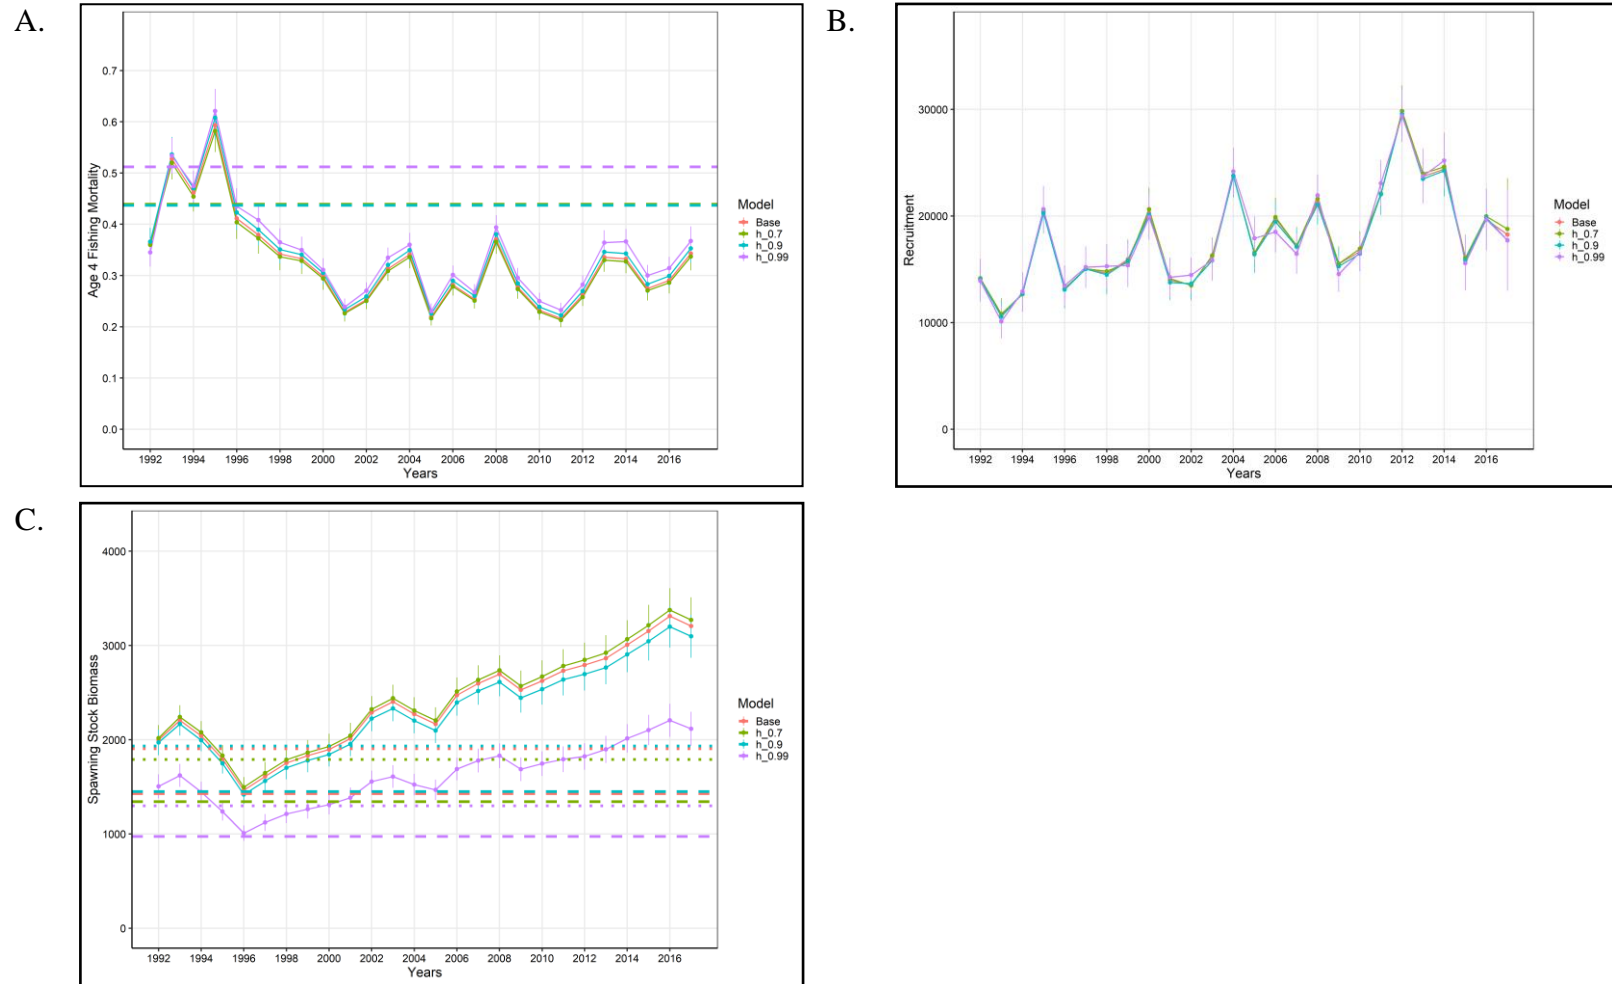 A.
Age 4 Fishing Mortality
0.7
0.6
0.5
0.4
0.3
0.2
0.1
0.0
1992 1994 1996 1998 2000 2002 2004 2006 2008 2010 2012 2014 2016
Years
Model
Base
h_0.7
h_0.9
h_0.99
B.
Recruitment
30000
20000
10000
0
1992 1994 1996 1998 2000 2002 2004 2006 2008 2010 2012 2014 2016
Years
Model
Base
h_0.7
h_0.9
h_0.99
C.
Spawning Stock Biomass
4000
3000
2000
1000
0
1992 1994 1996 1998 2000 2002 2004 2006 2008 2010 2012 2014 2016
Years
Model
Base
h_0.7
h_0.9
h_0.99